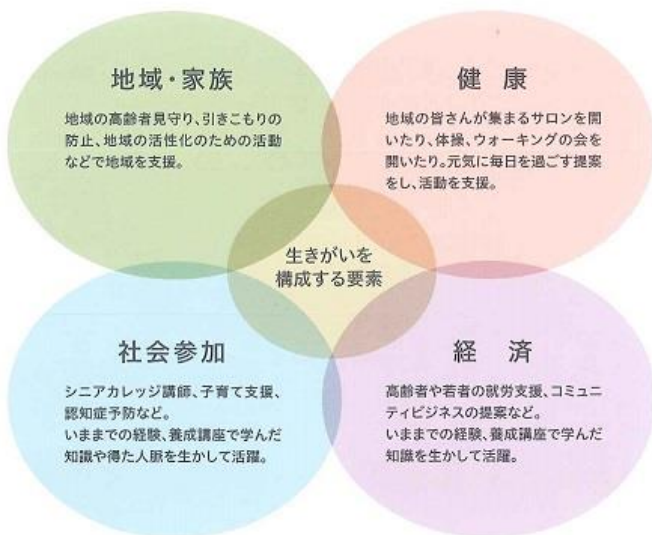 地域・家族
地域の高齢者見守り、引きこもりの
防止、地域の活性化のための活動
などで地域を支援。
健 康
地域の皆さんが集まるサロンを開
いたり、体操、ウォーキングの会を
開いたり。元気に毎日を過ごす提案
をし、活動を支援。
生きがいを
構成する要素
社会参加
シニアカレッジ講師、子育て支援、
認知症予防など。
いままでの経験、養成講座で学んだ
知識や得た人脈を生かして活躍。
経 済
高齢者や若者の就労支援、コミュニ
ティビジネスの提案など。
いままでの経験、養成講座で学んだ
知識を生かして活躍。